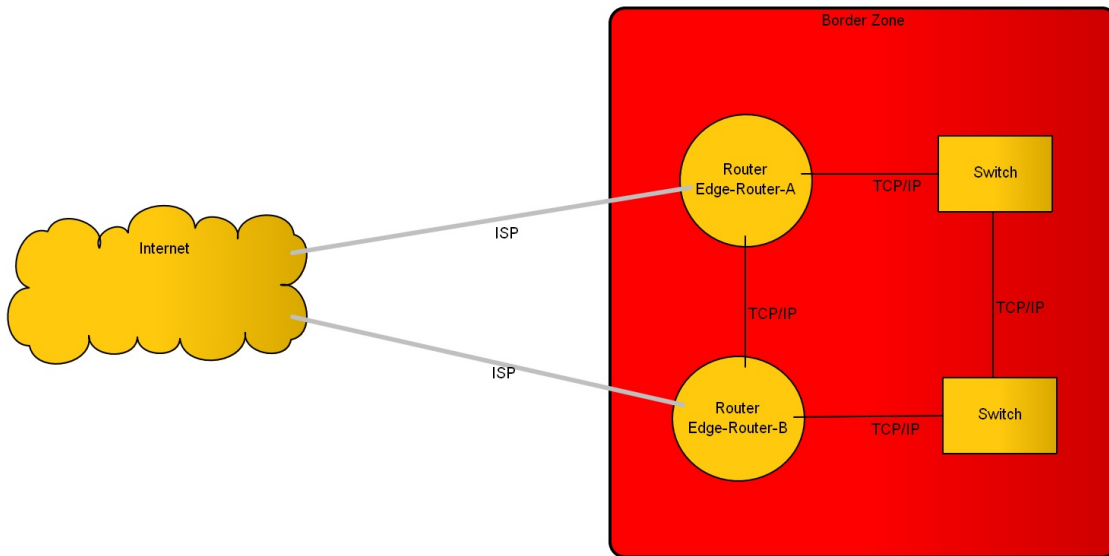 Border Zone
Router
Edge-Router-A
TCP/IP
Switch
ISP
Internet
TCP/IP
TCP/IP
ISP
Router
Edge-Router-B
TCP/IP
Switch